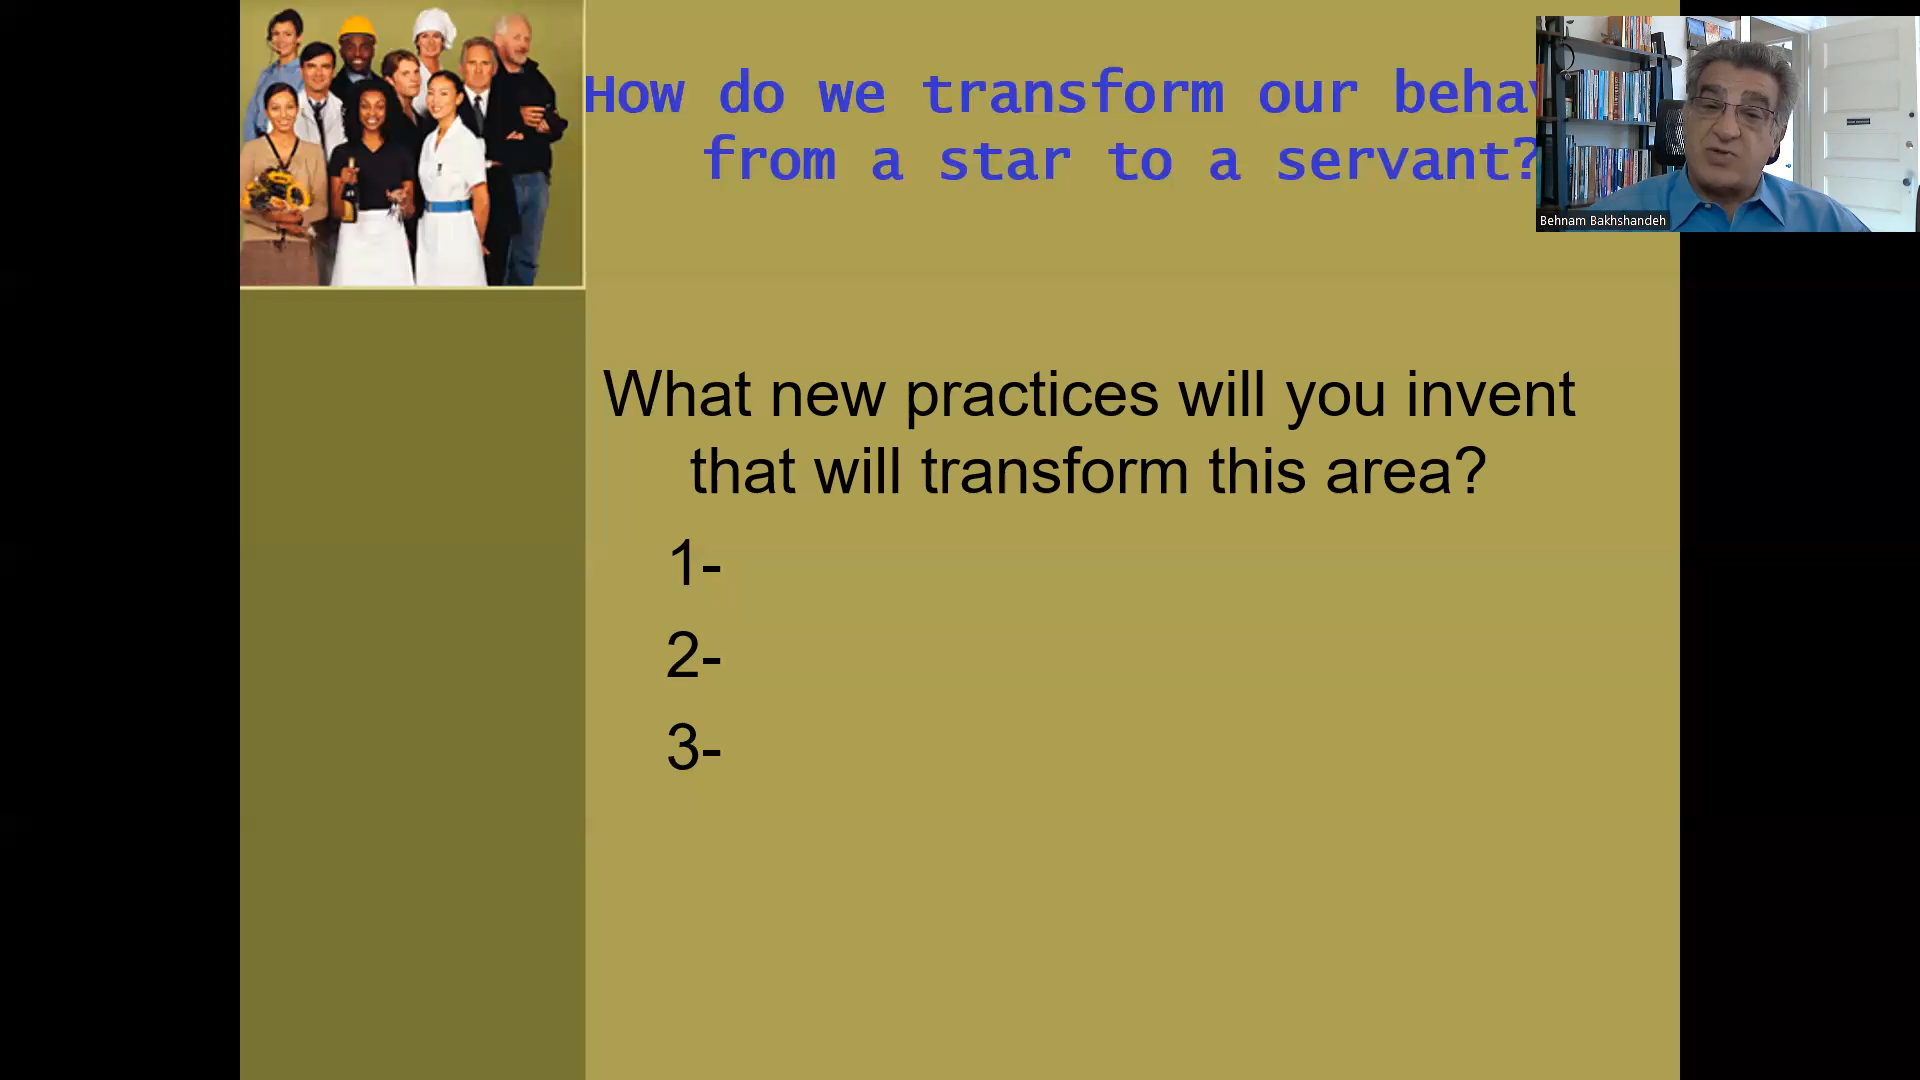 How do we transform our
from a star to a servant?
Behnam Bakhshandeh
What new practices will you invent
that will transform this area?
1-
2-
3-